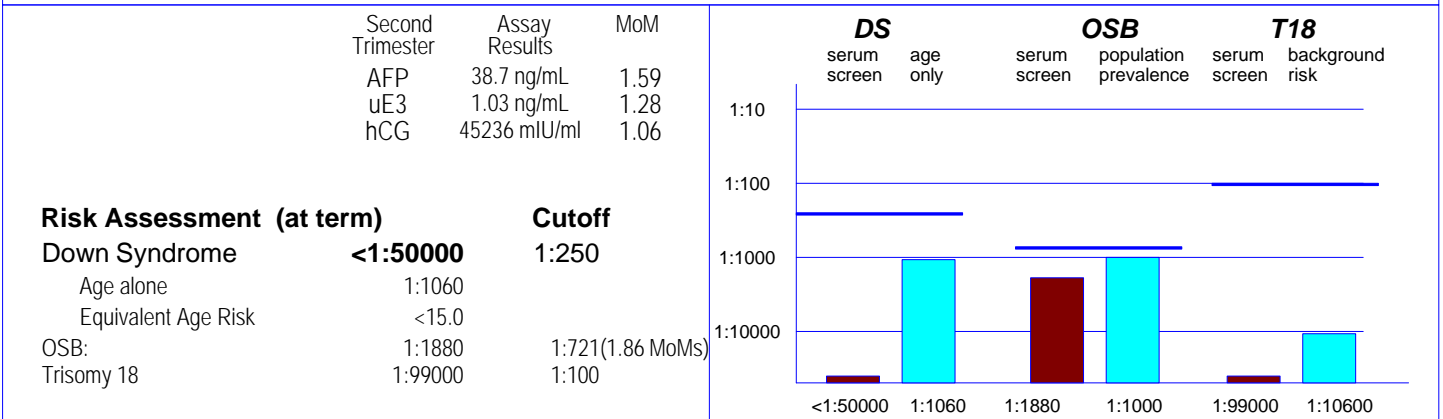 Second Assay MoM
Trimester Results
AFP 38.7 ng/mL 1.59
uE3 1.03 ng/mL 1.28
hCG 45236 mIU/ml 1.06
Risk Assessment (at term) Cutoff
Down Syndrome <1:50000 1:250
Age alone 1:1060
Equivalent Age Risk <15.0
OSB: 1:1880 1:721(1.86 MoMs)
Trisomy 18 1:99000 1:100
DS OSB T18
serum age serum population serum background
screen only screen prevalence screen risk
1:10
1:100
1:1000
1:10000
<1:50000 1:1060 1:1880 1:1000 1:99000 1:10600